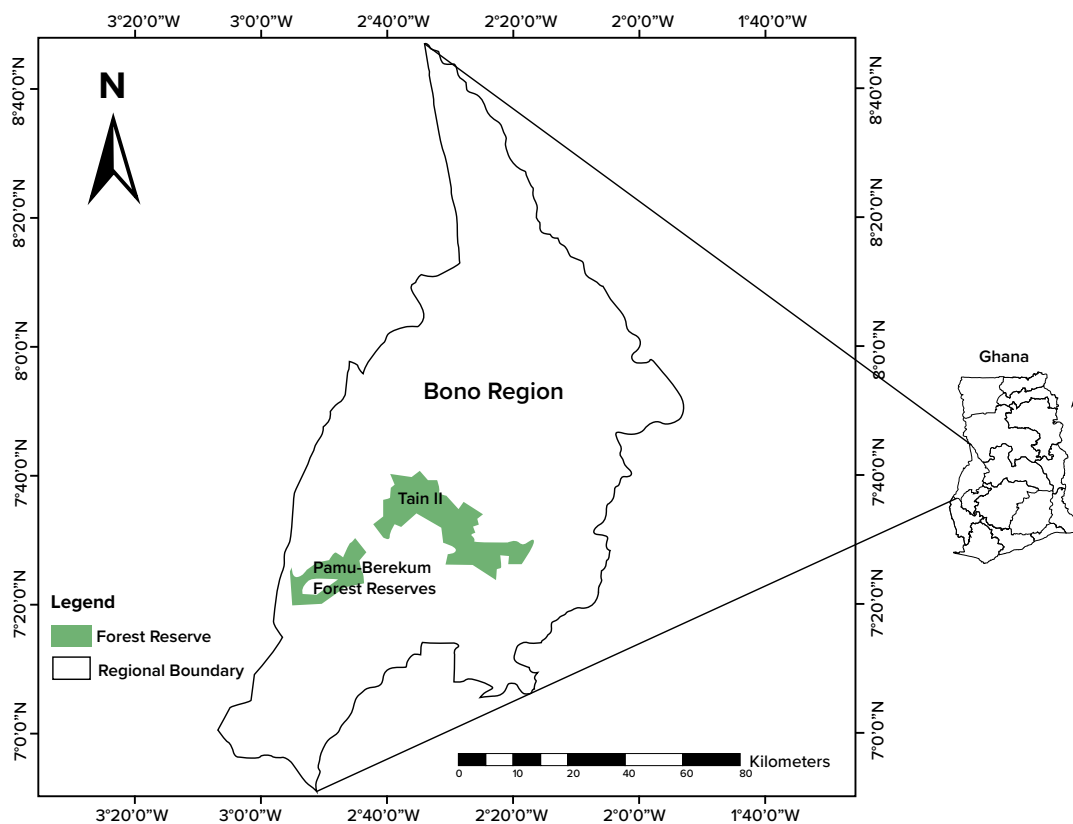 3°20'0"W 3°0'0"W 2°40'0"W 2°20'0"W 2°0'0"W 1°40'0"W
N
8°40'0"N 8°40'0"N
8°20'0"N 8°20'0"N
8°0'0"N 8°0'0"N
Ghana
Bono Region
7°40'0"N 7°40'0"N
Tain II
Pamu-Berekum
Forest Reserves
7°20'0"N 7°20'0"N
Legend
Forest Reserve
Regional Boundary
7°0'0"N 7°0'0"N
Kilometers
0 10 20 40 60 80
3°20'0"W 3°0'0"W 2°40'0"W 2°20'0"W 2°0'0"W 1°40'0"W